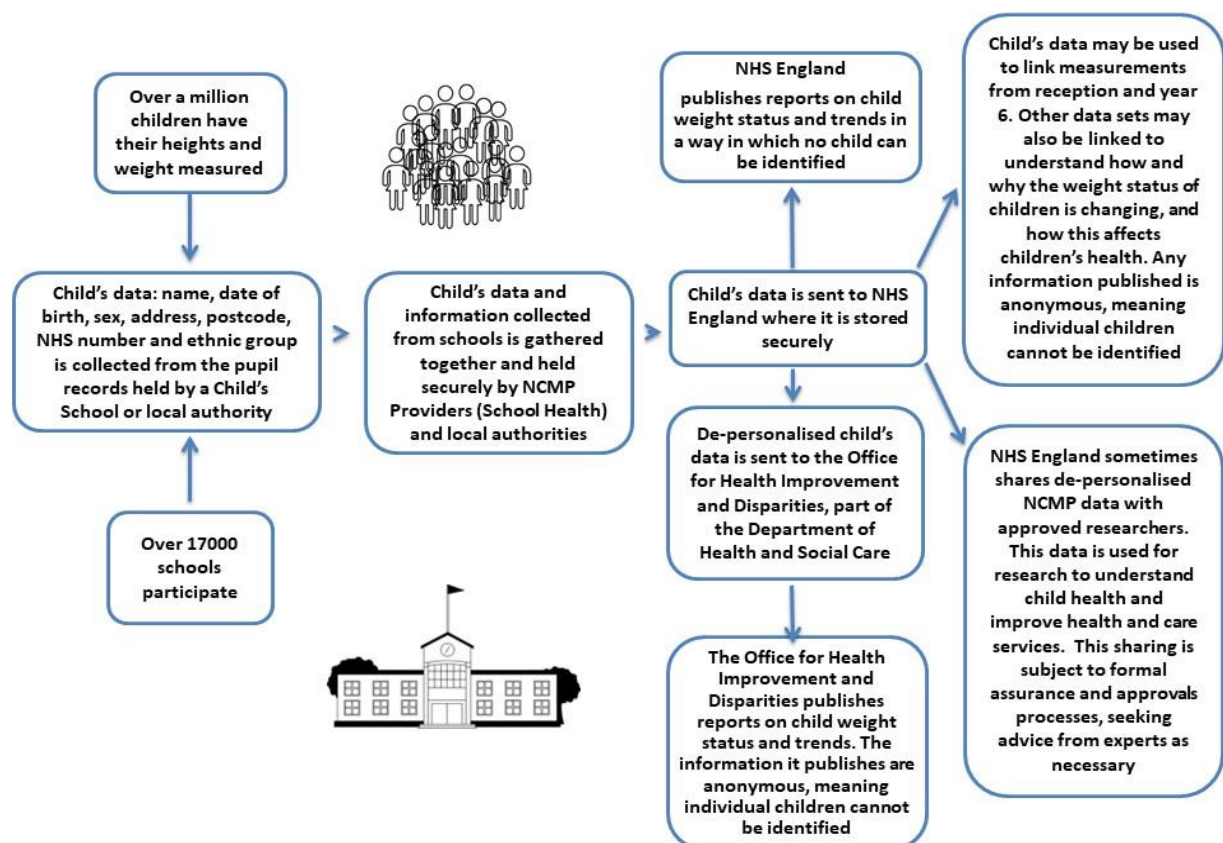 Over a million
children have
their heights and
weight measured
Child's data: name, date of
birth, sex, address, postcode,
NHS number and ethnic group
is collected from the pupil
records held by a Child's
School or local authority
Over 17000
schools
participate
Child's data and
information collected
from schools is gathered
together and held
securely by NCMP
Providers (School Health)
and local authorities
NHS England
publishes reports on child
weight status and trends in
a way in which no child can
be identified
Child's data is sent to NHS
England where it is stored
securely
De-personalised child's
data is sent to the Office
for Health Improvement
and Disparities, part of
the Department of
Health and Social Care
The Office for Health
Improvement and
Disparities publishes
reports on child weight
status and trends. The
information it publishes are
anonymous, meaning
individual children cannot
be identified
Child's data may be used
to link measurements
from reception and year
6. Other data sets may
also be linked to
understand how and
why the weight status of
children is changing, and
how this affects
children's health. Any
information published is
anonymous, meaning
individual children
cannot be identified
NHS England sometimes
shares de-personalised
NCMP data with
approved researchers.
This data is used for
research to understand
child health and
improve health and care
services.  This sharing is
subject to formal
assurance and approvals
processes, seeking
advice from experts as
necessary